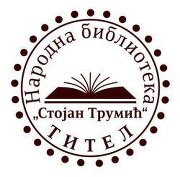 Народна библиотека
„Стојан Трумић“
ТИТЕЛ